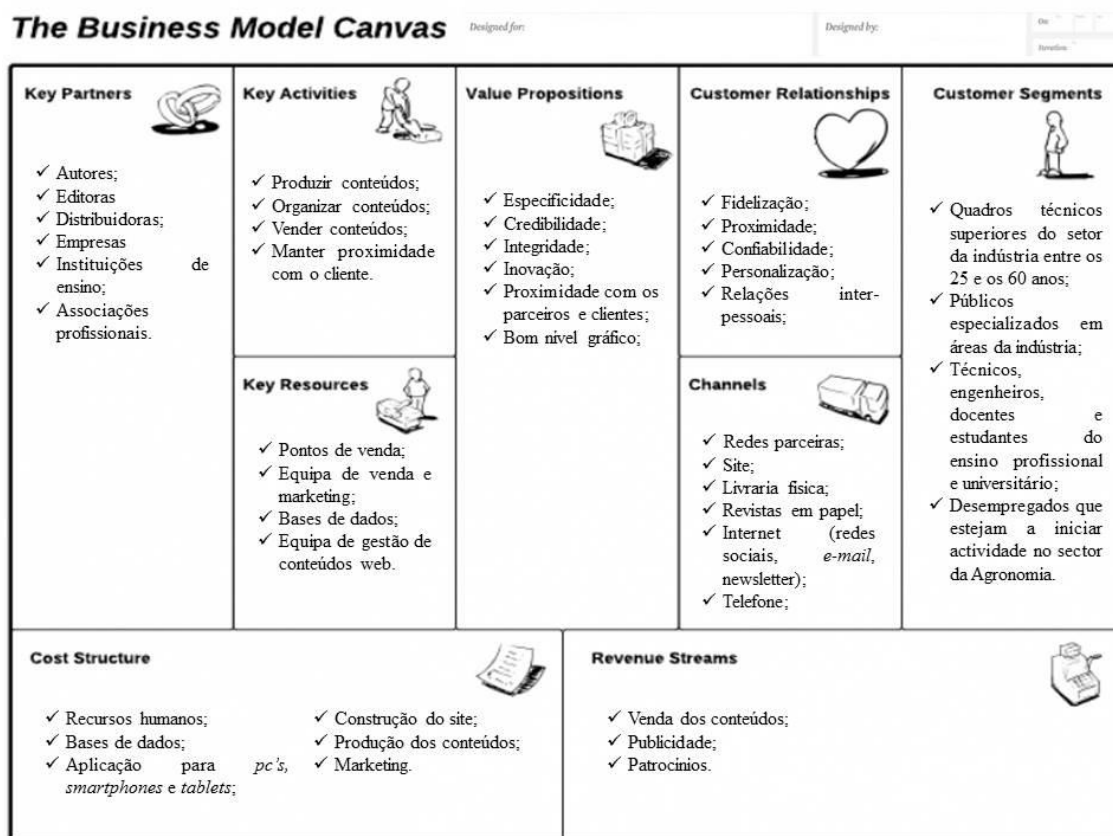 The Business Model Canvas
Designed for:
Designed by:
On:
Iteration
Key Partners
✓ Autores;
✓ Editoras
✓ Distribuidoras;
✓ Empresas
✓ Instituições de
ensino;
✓ Associações
profissionais.
Key Activities
✓ Produzir conteúdos;
✓ Organizar conteúdos;
✓ Vender conteúdos;
✓ Manter proximidade
com o cliente.
Key Resources
✓ Pontos de venda;
✓ Equipa de venda e
marketing;
✓ Bases de dados;
✓ Equipa de gestão de
conteúdos web.
Value Propositions
✓ Especificidade;
✓ Credibilidade;
✓ Integridade;
✓ Inovação;
✓ Proximidade com os
parceiros e clientes;
✓ Bom nível gráfico;
Customer Relationships
✓ Fidelização;
✓ Proximidade;
✓ Confiabilidade;
✓ Personalização;
✓ Relações inter-
pessoais;
Channels
✓ Redes parceiras;
✓ Site;
✓ Livraria física;
✓ Revistas em papel;
✓ Internet (redes
sociais, e-mail,
newsletter);
✓ Telefone;
Customer Segments
✓ Quadros técnicos
superiores do setor
da indústria entre os
25 e os 60 anos;
✓ Públicos
especializados em
áreas da indústria;
✓ Técnicos,
engenheiros,
docentes e
estudantes do
ensino profissional
e universitário;
✓ Desempregados que
estejam a iniciar
actividade no sector
da Agronomia.
Cost Structure
✓ Recursos humanos;
✓ Bases de dados;
✓ Aplicação para pc's,
smartphones e tablets;
✓ Construção do site;
✓ Produção dos conteúdos;
✓ Marketing.
Revenue Streams
✓ Venda dos conteúdos;
✓ Publicidade;
✓ Patrocínios.